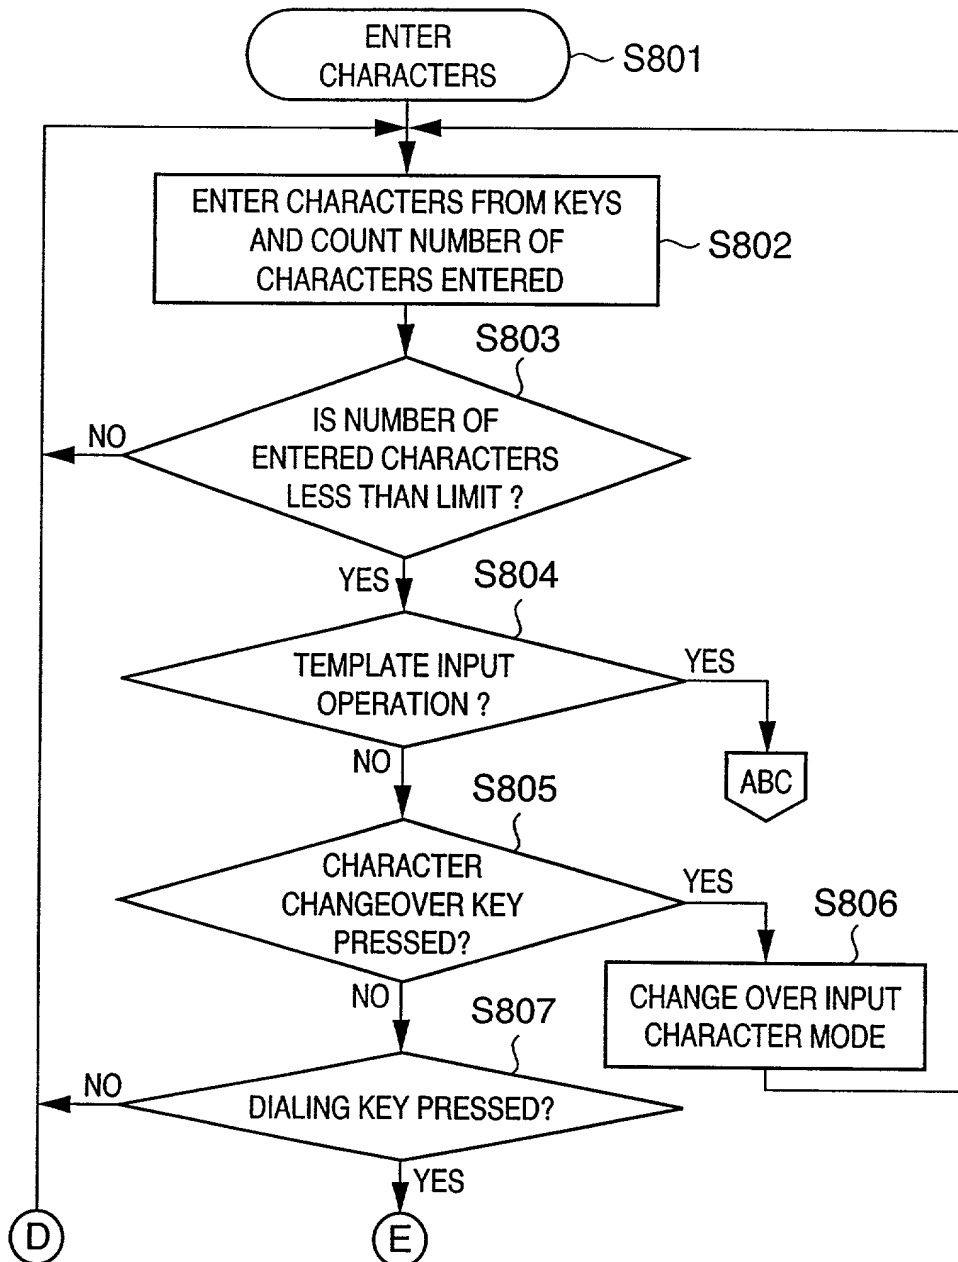 ENTER
CHARACTERS
S801
ENTER CHARACTERS FROM KEYS
AND COUNT NUMBER OF
CHARACTERS ENTERED
S802
S803
IS NUMBER OF
ENTERED CHARACTERS
LESS THAN LIMIT ?
NO
YES
S804
TEMPLATE INPUT
OPERATION ?
YES
ABC
NO
S805
CHARACTER
CHANGEOVER KEY
PRESSED?
YES
S806
CHANGE OVER INPUT
CHARACTER MODE
NO
S807
DIALING KEY PRESSED?
NO
YES
D
E